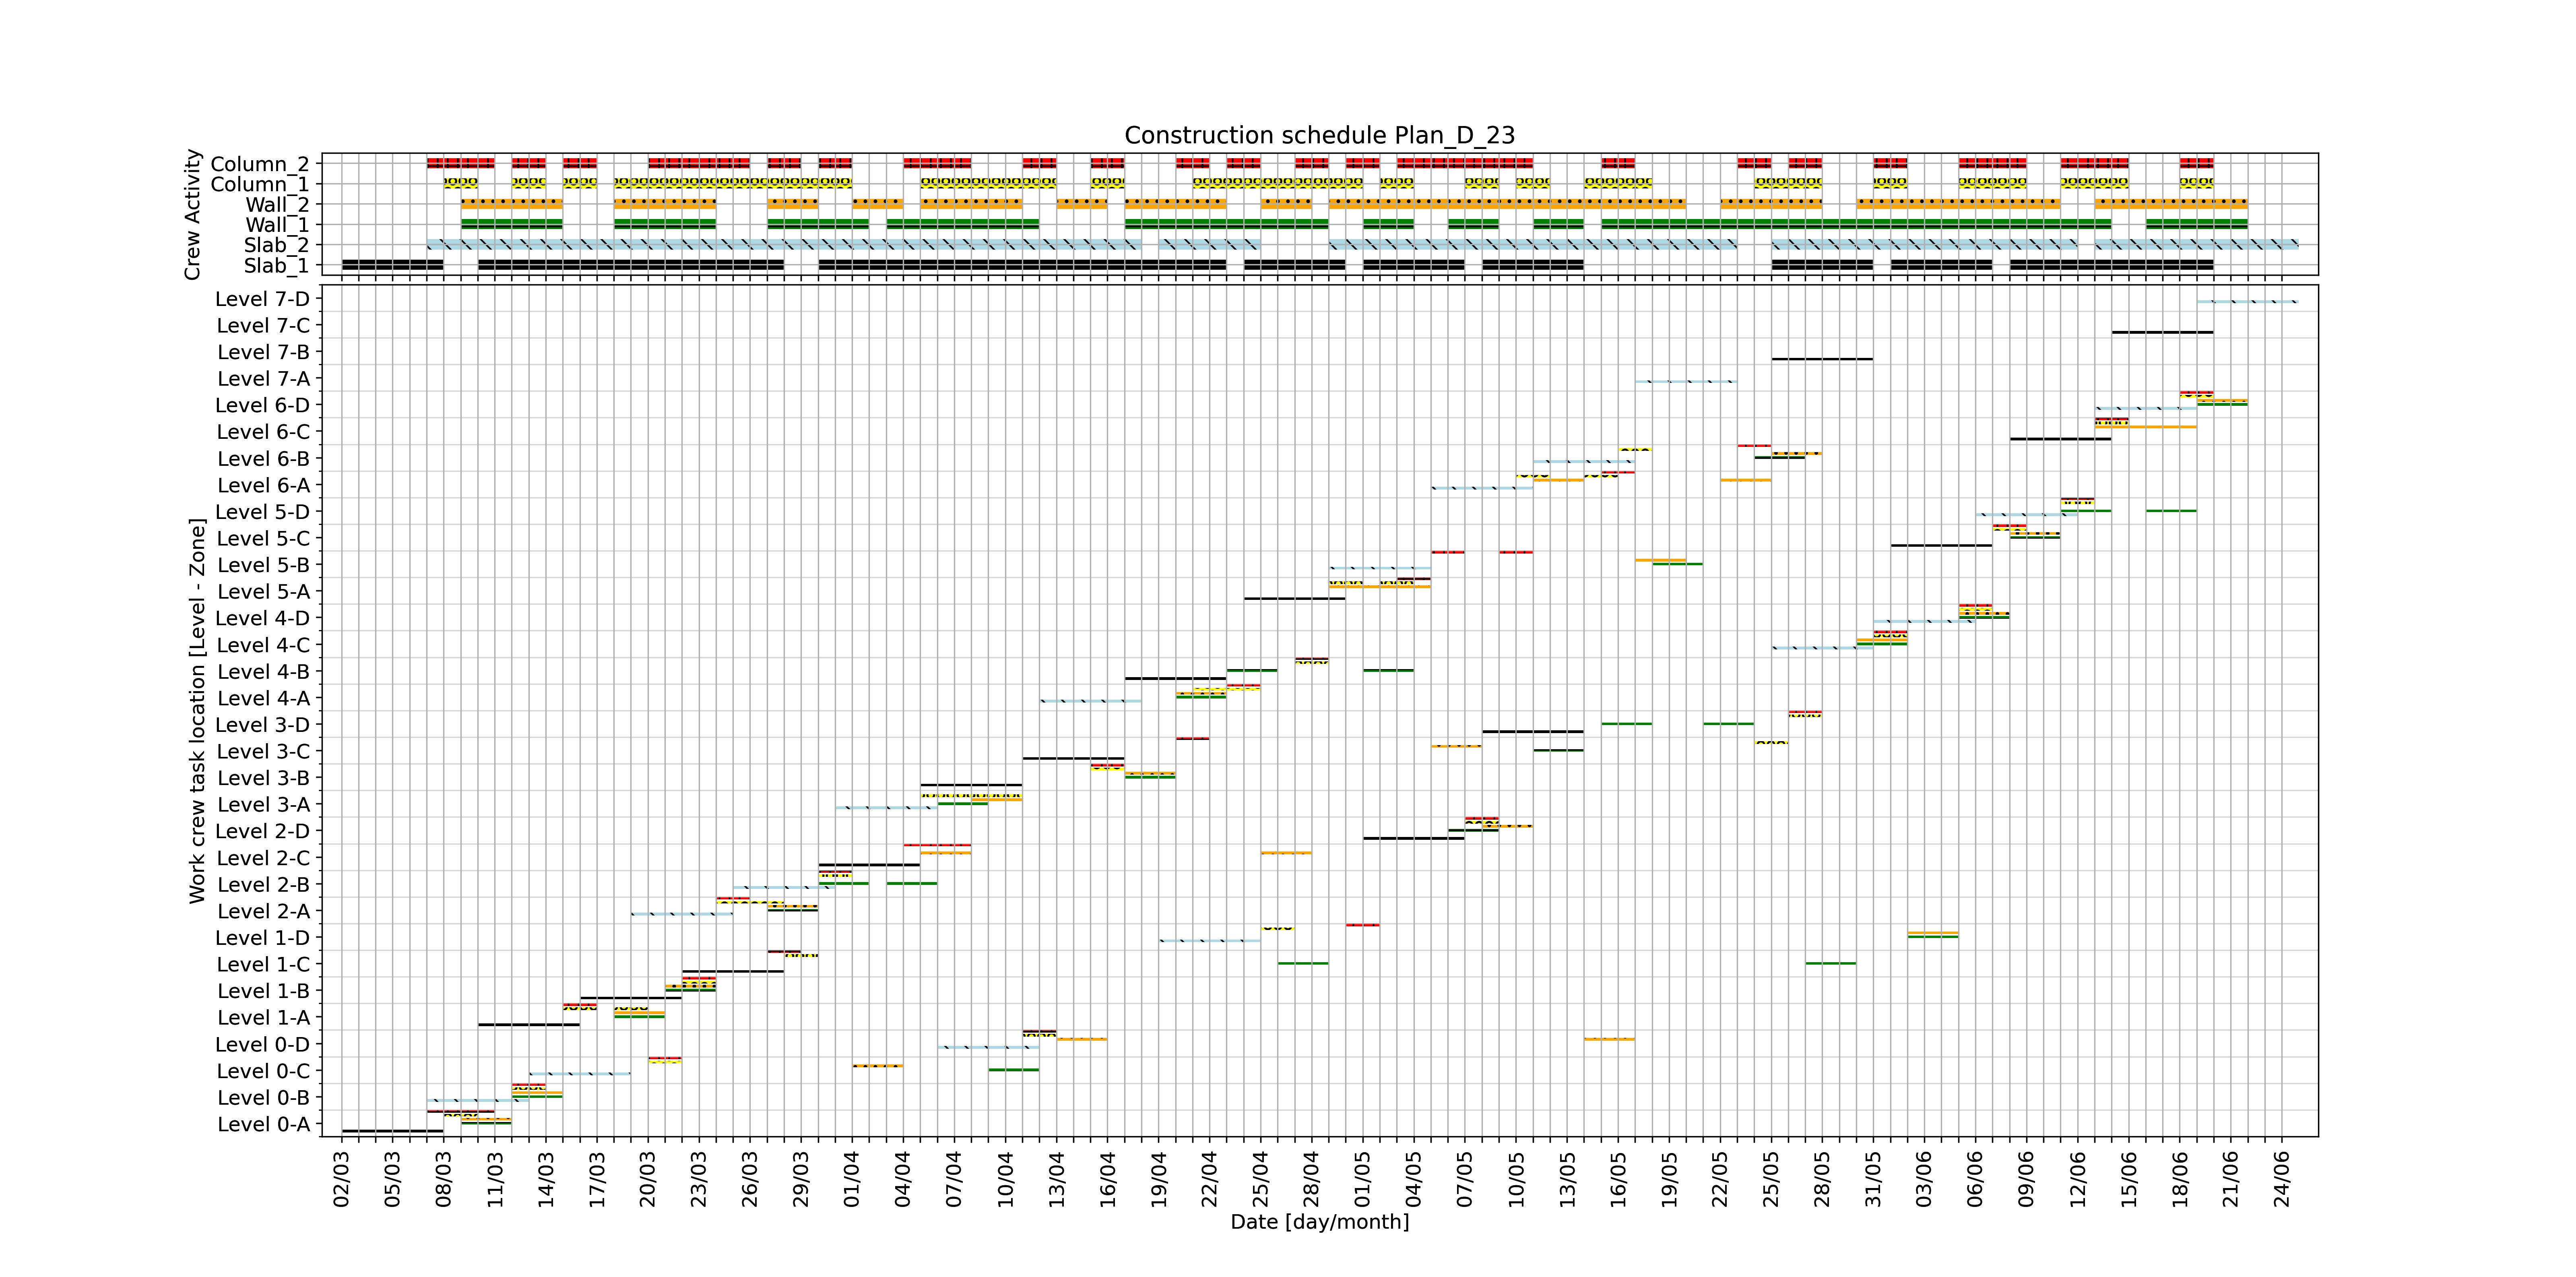 Construction schedule Plan_D_23
Crew Activity
Column_2
Column_1
Wall_2
Wall_1
Slab_2
Slab_1
Work crew task location [Level - Zone]
Level 7-D
Level 7-C
Level 7-B
Level 7-A
Level 6-D
Level 6-C
Level 6-B
Level 6-A
Level 5-D
Level 5-C
Level 5-B
Level 5-A
Level 4-D
Level 4-C
Level 4-B
Level 4-A
Level 3-D
Level 3-C
Level 3-B
Level 3-A
Level 2-D
Level 2-C
Level 2-B
Level 2-A
Level 1-D
Level 1-C
Level 1-B
Level 1-A
Level 0-D
Level 0-C
Level 0-B
Level 0-A
02/03 05/03 08/03 11/03 14/03 17/03 20/03 23/03 26/03 29/03 01/04 04/04 07/04 10/04 13/04 16/04 19/04 22/04 25/04 28/04 01/05 04/05 07/05 10/05 13/05 16/05 19/05 22/05 25/05 28/05 31/05 03/06 06/06 09/06 12/06 15/06 18/06 21/06 24/06
Date [day/month]